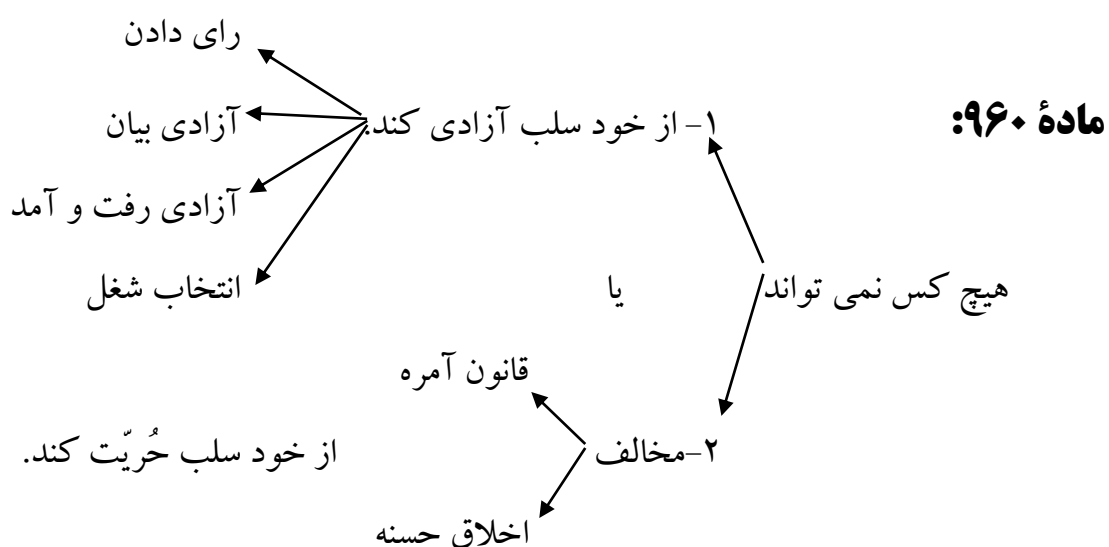 مادهٔ ۹۶۰:
هیچ کس نمی تواند
۱- از خود سلب آزادی کند.
رای دادن
آزادی بیان
آزادی رفت و آمد
انتخاب شغل
یا
۲-مخالف
قانون آمره
اخلاق حسنه
از خود سلب حُریّت کند.